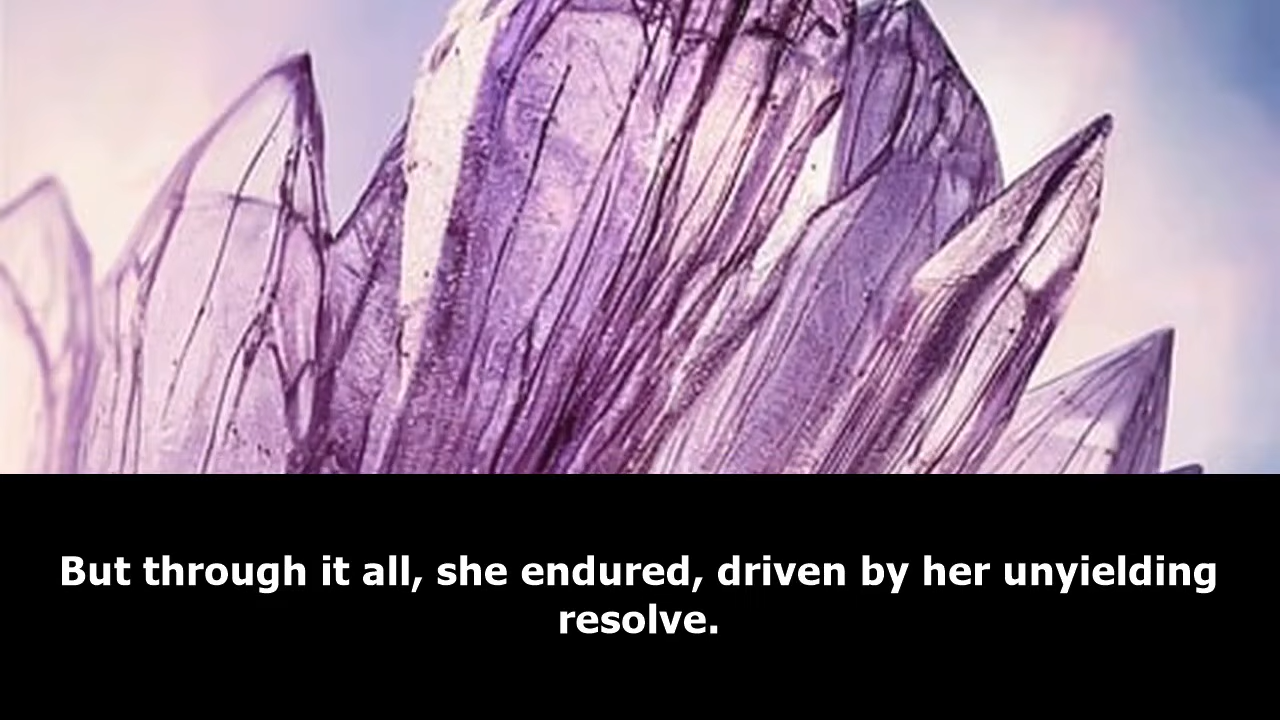 But through it all, she endured, driven by her unyielding
resolve.